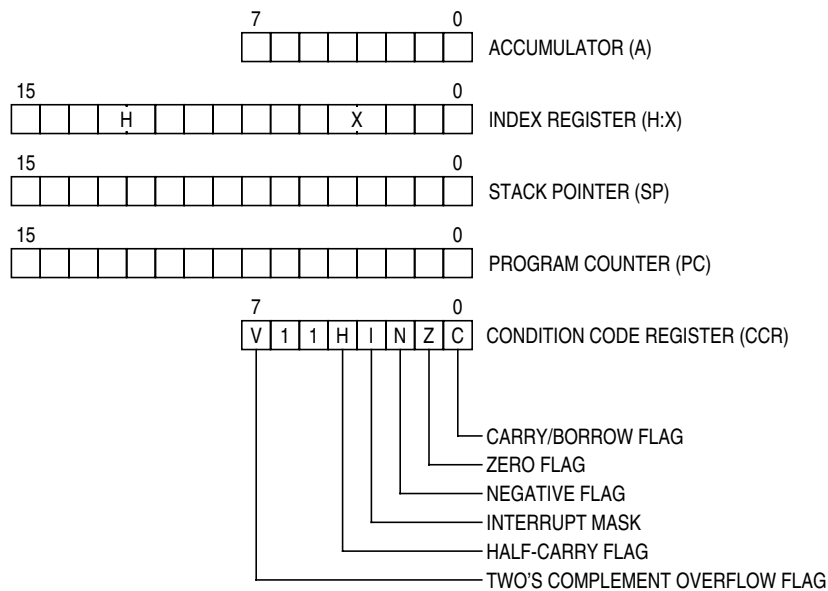 7 0
ACCUMULATOR (A)
15 0
H X INDEX REGISTER (H:X)
15 0
STACK POINTER (SP)
15 0
PROGRAM COUNTER (PC)
7 0
V 1 1 H I N Z C CONDITION CODE REGISTER (CCR)
CARRY/BORROW FLAG
ZERO FLAG
NEGATIVE FLAG
INTERRUPT MASK
HALF-CARRY FLAG
TWO'S COMPLEMENT OVERFLOW FLAG